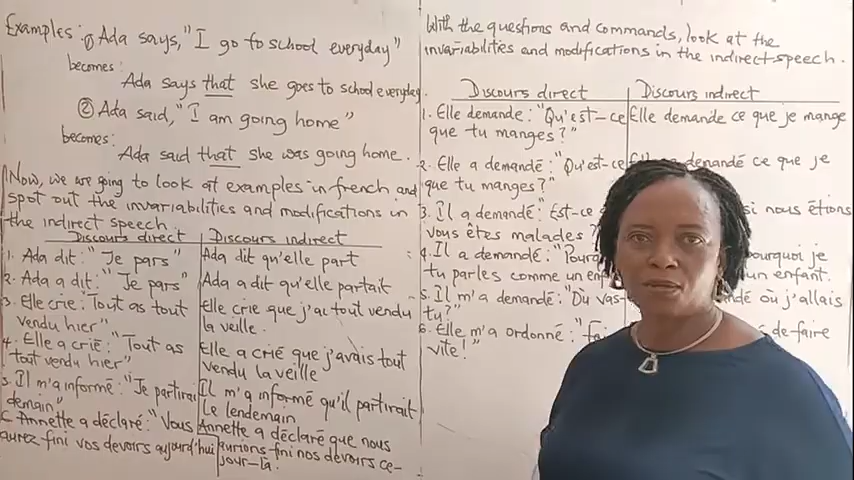 Examples: ① Ada says, "I go to school everyday"
becomes:
Ada says that she goes to school everyday.
② Ada said, "I am going home"
becomes:
Ada said that she was going home.
Now, we are going to look at examples in french and
spot out the invariabilities and modifications in
the indirect speech.
Discours direct | Discours indirect
1. Ada dit: "Je pars" | Ada dit qu'elle part
2. Ada a dit: "Je pars" | Ada a dit qu'elle partait
3. Elle crie: "Tout as tout | Elle crie que j'ai tout vendu
vendu hier" | la veille.
4. Elle a crié: "Tout as | Elle a crié que j'avais tout
tout vendu hier" | vendu la veille
5. Il m'a informé: "Je partirai | Il m'a informé qu'il partirait
demain" | Le lendemain
Annette a déclaré: "Vous | Annette a déclaré que nous
aurez fini vos devoirs aujourd'hui | aurions fini nos devoirs ce-
jour-là.
With the questions and commands, look at the
invariabilities and modifications in the indirect speech.
Discours direct | Discours indirect
1. Elle demande: "Qu'est-ce | Elle demande ce que je mange
que tu manges?"
2. Elle a demandé: "Qu'est-ce | demandé ce que je
que tu manges?"
3. Il a demandé: "Est-ce | si nous étions
vous êtes malades?
4. Il a demandé: | pourquoi je
tu parles comme un | un enfant.
5. Il m'a demandé: "Où vas- | où j'allais
tu?"
6. Elle m'a ordonné: | de faire
vite!"